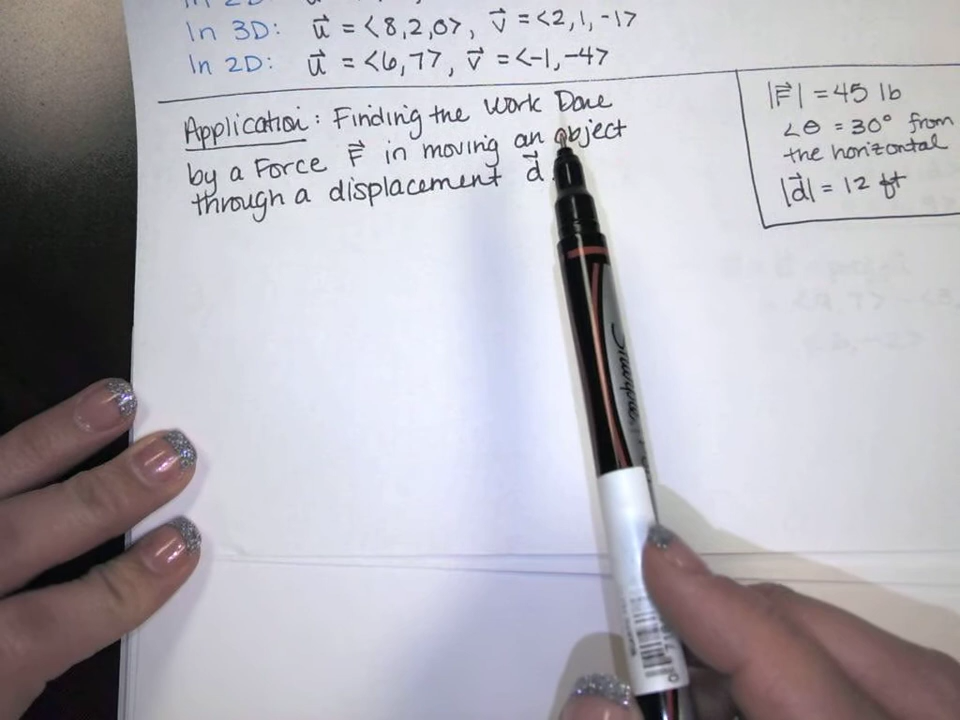 In 3D: u⃗ = <8,2,0>, v⃗ = <2,1,-1>
In 2D: u⃗ = <6,7>, v⃗ = <-1,-4>
Application: Finding the Work Done
by a Force F⃗ in moving an object
through a displacement d⃗.
|F⃗| = 45 lb
∠θ = 30° from
the horizontal
|d⃗| = 12 ft
Sharpie